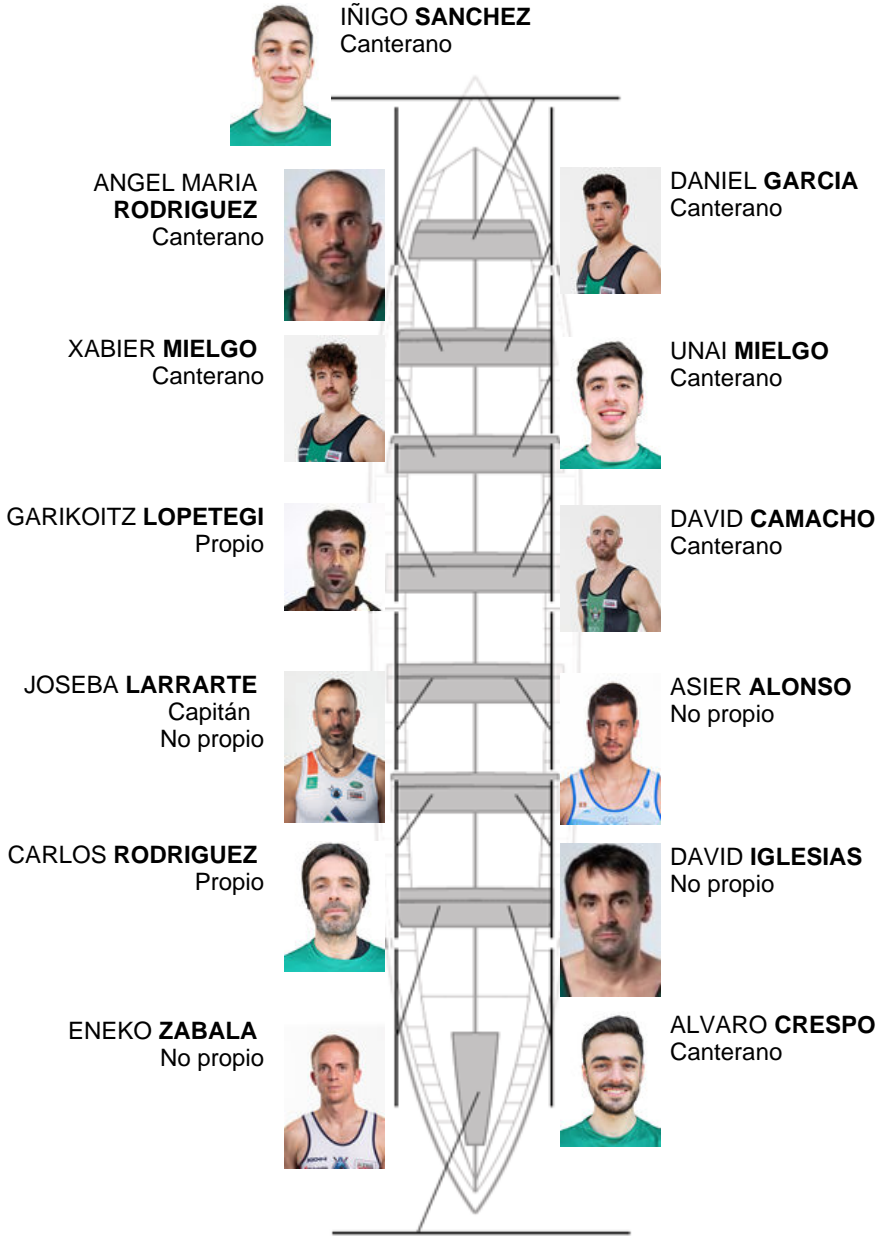 IÑIGO SANCHEZ
Canterano
ANGEL MARIA
RODRIGUEZ
Canterano
DANIEL GARCIA
Canterano
XABIER MIELGO
Canterano
UNAI MIELGO
Canterano
GARIKOITZ LOPETEGI
Propio
DAVID CAMACHO
Canterano
JOSEBA LARRARTE
Capitán
No propio
ASIER ALONSO
No propio
CARLOS RODRIGUEZ
Propio
DAVID IGLESIAS
No propio
ENEKO ZABALA
No propio
ALVARO CRESPO
Canterano